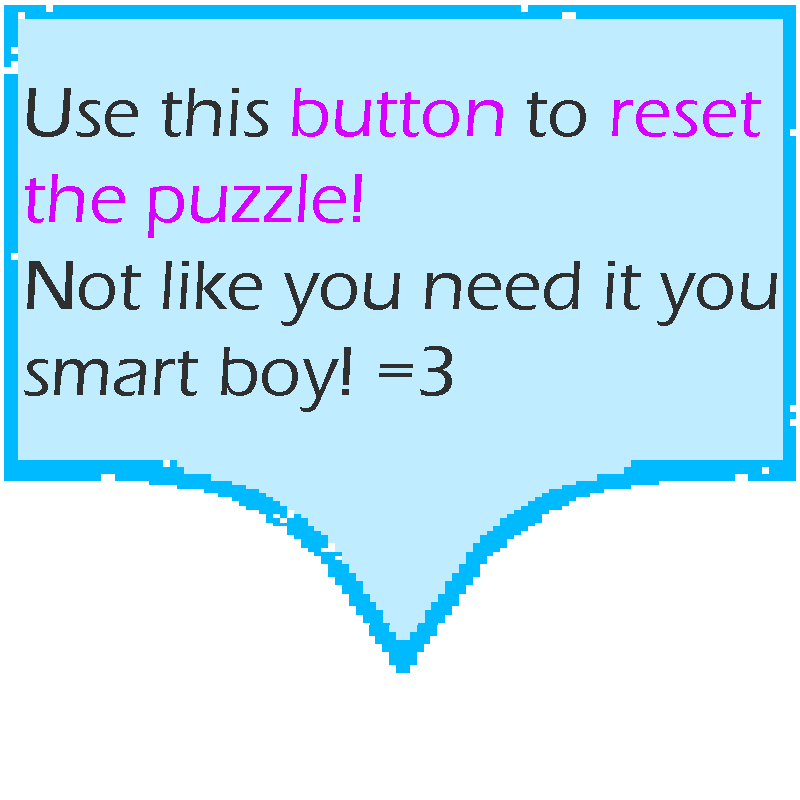 Use this button to reset
the puzzle!
Not like you need it you
smart boy! =3